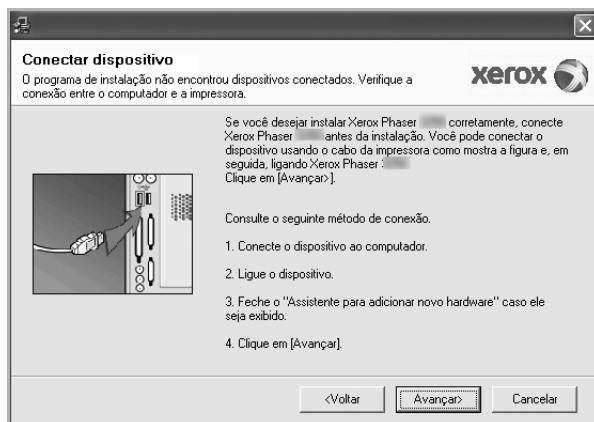 Conectar dispositivo
O programa de instalação não encontrou dispositivos conectados. Verifique a
conexão entre o computador e a impressora.
xerox
Se você desejar instalar Xerox Phaser corretamente, conecte
Xerox Phaser antes da instalação. Você pode conectar o
dispositivo usando o cabo da impressora como mostra a figura e, em
seguida, ligando Xerox Phaser
Clique em [Avançar>].
Consulte o seguinte método de conexão.
1. Conecte o dispositivo ao computador.
2. Ligue o dispositivo.
3. Feche o "Assistente para adicionar novo hardware" caso ele
seja exibido.
4. Clique em [Avançar].
<Voltar
Avançar>
Cancelar